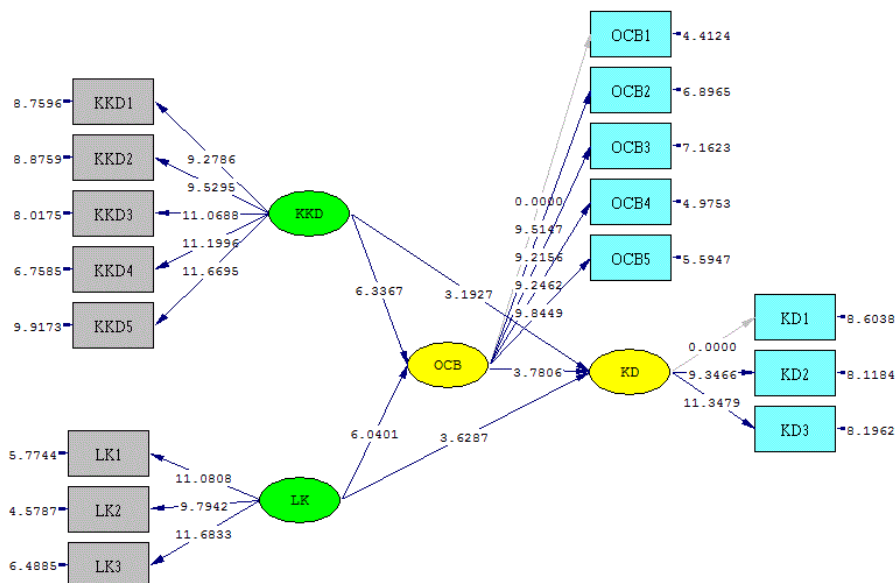 OCB1
4.4124
OCB2
6.8965
OCB3
7.1623
OCB4
4.9753
OCB5
5.5947
8.7596
KKD1
8.8759
KKD2
8.0175
KKD3
6.7585
KKD4
9.9173
KKD5
9.2786
9.5295
11.0688
11.1996
11.6695
KKD
0.0000
9.5147
9.2156
9.2462
9.8449
6.3367
3.1927
OCB
3.7806
KD
0.0000
9.3466
11.3479
KD1
8.6038
KD2
8.1184
KD3
8.1962
6.0401
3.6287
5.7744
LK1
4.5787
LK2
6.4885
LK3
11.0808
9.7942
11.6833
LK